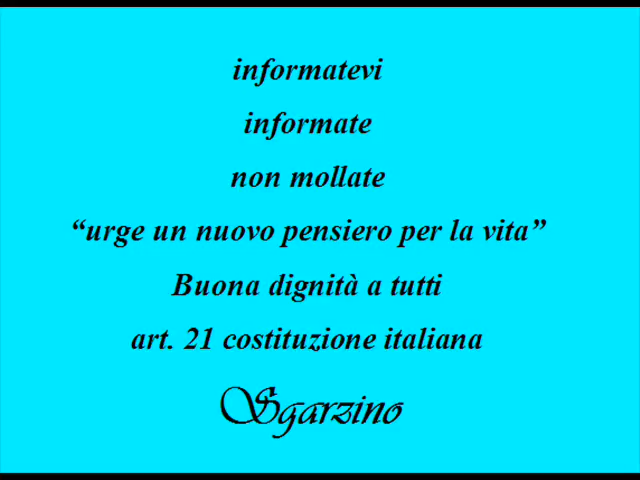 informatevi
informate
non mollate
“urge un nuovo pensiero per la vita”
Buona dignità a tutti
art. 21 costituzione italiana
Sgarzino